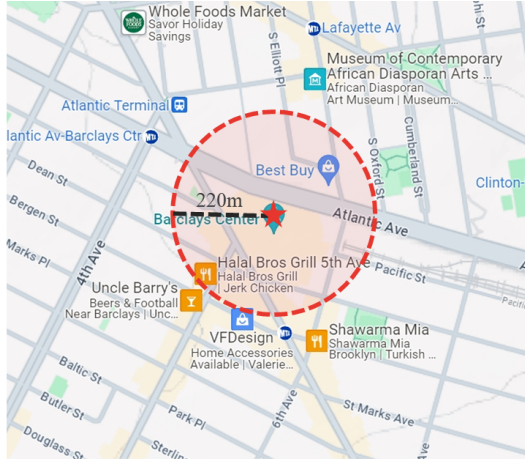 Whole Foods Market
Savor Holiday
Savings
Lafayette Av
S Elliott Pl
Museum of Contemporary
African Diasporan Arts ...
African Diasporan
Art Museum | Museum...
Atlantic Terminal
lantic Av-Barclays Ctr
Best Buy
S Oxford St
Cumberland St
Clinton-
Dean St
220m
Barclays Center
Atlantic Ave
Bergen St
Marks Pl
4th Ave
Halal Bros Grill 5th Ave
Halal Bros Grill
| Jerk Chicken
Pacific St
Uncle Barry's
Beers & Football
Near Barclays | Unc...
VFDesign
Home Accessories
Available | Valerie...
Shawarma Mia
Shawarma Mia
Brooklyn | Turkish ...
Baltic St
Butler St
Douglass St
Park Pl
Sterlin
6th Ave
St Marks Ave
Ave